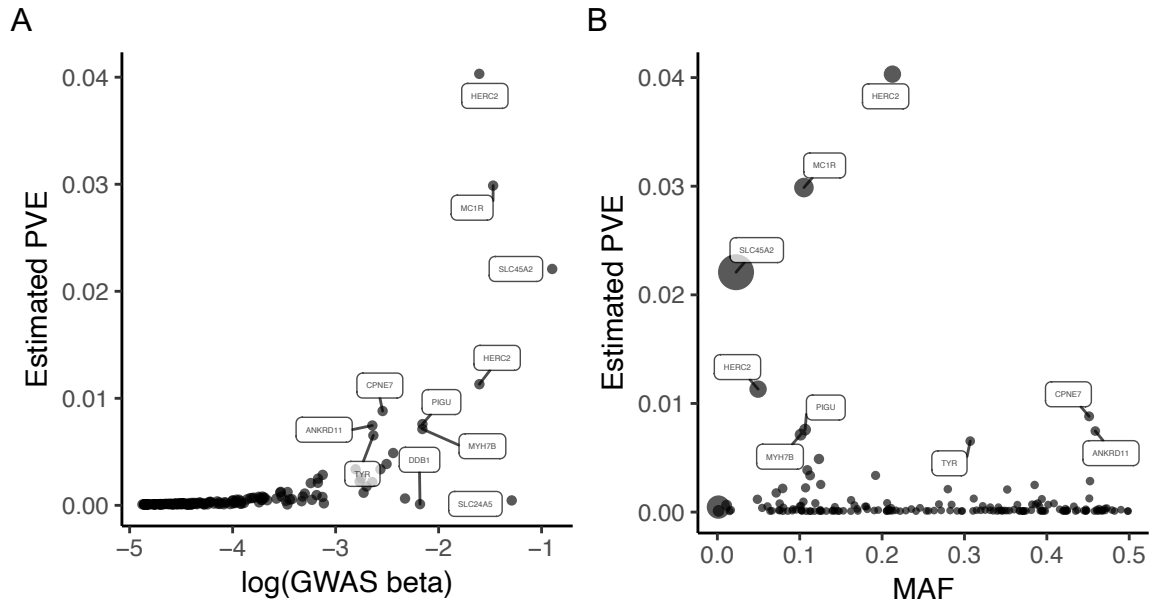 A
Estimated PVE
0.04
0.03
0.02
0.01
0.00
HERC2
MC1R
SLC45A2
HERC2
CPNE7
PIGU
ANKRD11
MYH7B
DDB1
TYR
SLC24A5
−5
−4
−3
−2
−1
log(GWAS beta)
B
Estimated PVE
0.04
0.03
0.02
0.01
0.00
HERC2
MC1R
SLC45A2
HERC2
CPNE7
PIGU
MYH7B
ANKRD11
TYR
0.0
0.1
0.2
0.3
0.4
0.5
MAF